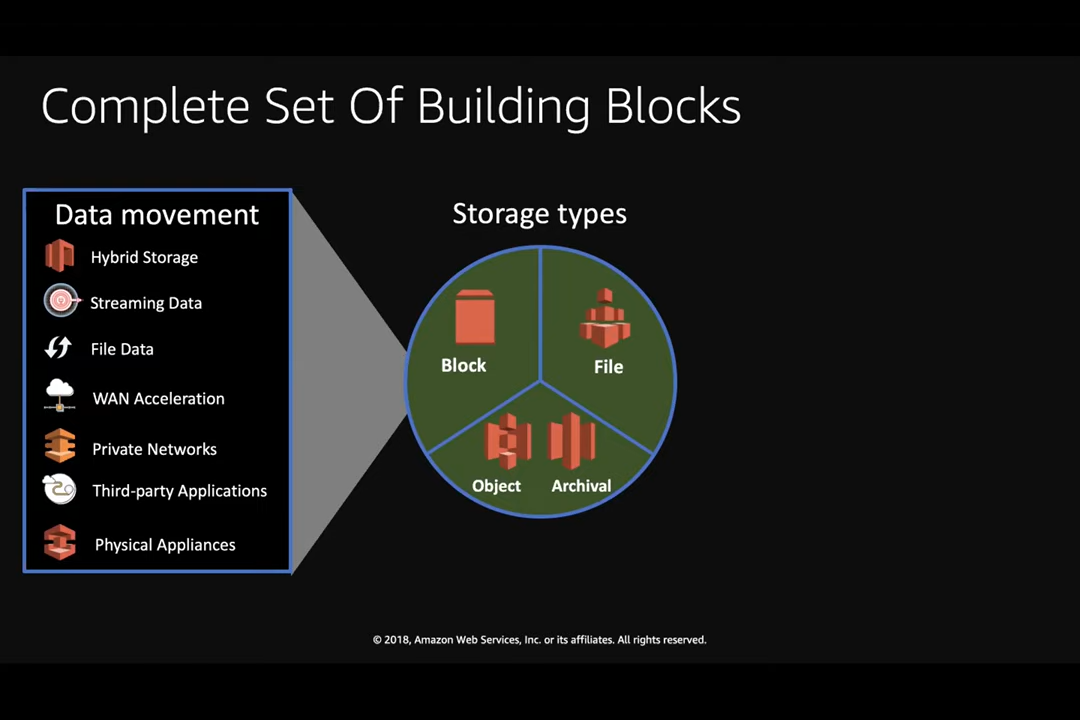 Complete Set Of Building Blocks
Data movement
Hybrid Storage
Streaming Data
File Data
WAN Acceleration
Private Networks
Third-party Applications
Physical Appliances
Storage types
Block
File
Object
Archival
© 2018, Amazon Web Services, Inc. or its affiliates. All rights reserved.